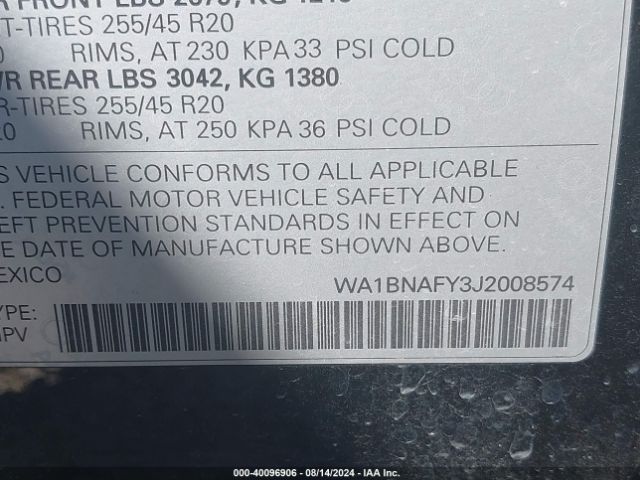 FRONT LBS 2679, KG 1215
T-TIRES 255/45 R20
RIMS, AT 230 KPA 33 PSI COLD
R REAR LBS 3042, KG 1380
R-TIRES 255/45 R20
20 RIMS, AT 250 KPA 36 PSI COLD
S VEHICLE CONFORMS TO ALL APPLICABLE
. FEDERAL MOTOR VEHICLE SAFETY AND
EFT PREVENTION STANDARDS IN EFFECT ON
E DATE OF MANUFACTURE SHOWN ABOVE.
EXICO WA1BNAFY3J2008574
YPE:
MPV
000-40096906 - 08/14/2024 - IAA Inc.